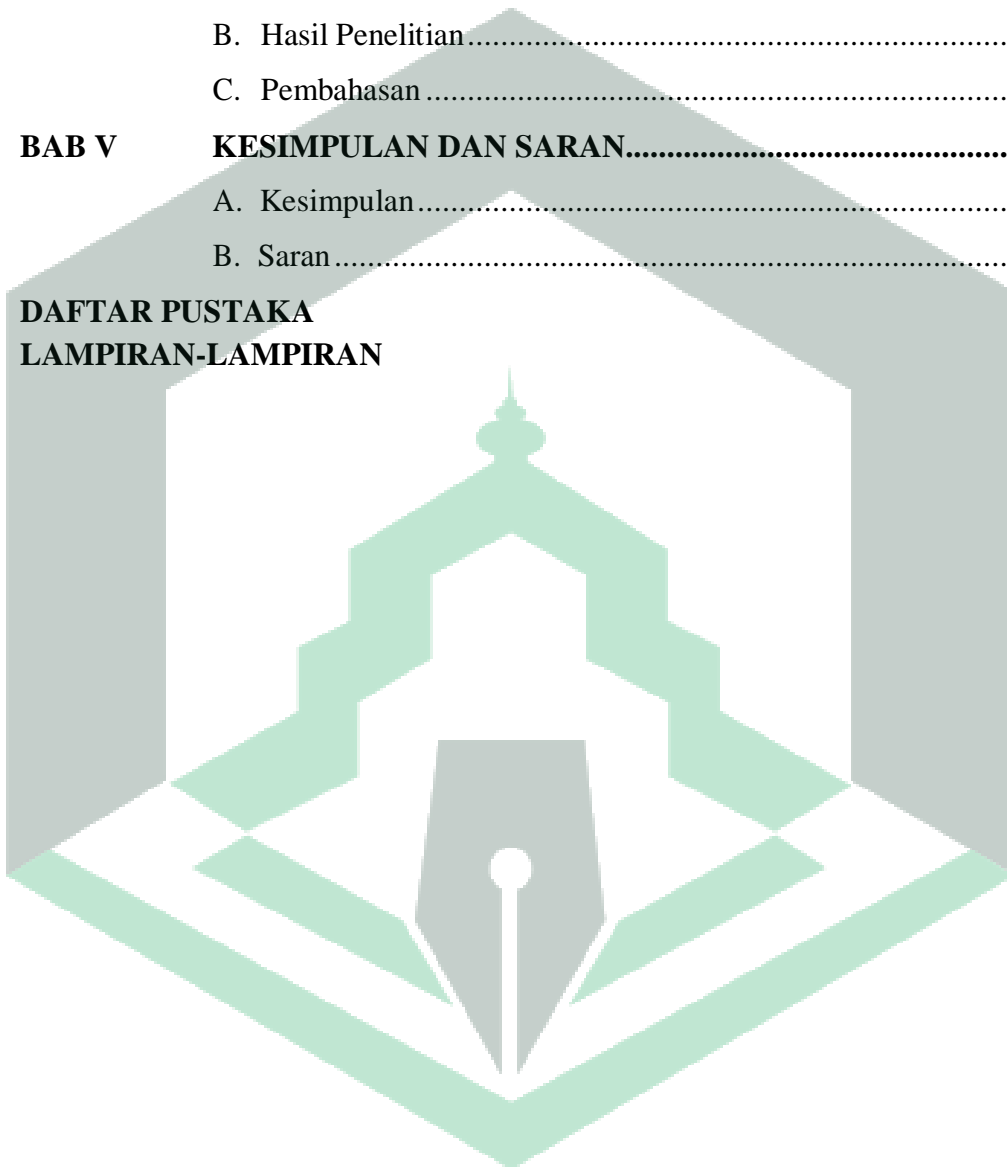 B. Hasil Penelitian......................................................................
C. Pembahasan...........................................................................
BAB V KESIMPULAN DAN SARAN...........................................
A. Kesimpulan............................................................................
B. Saran......................................................................................
DAFTAR PUSTAKA
LAMPIRAN-LAMPIRAN